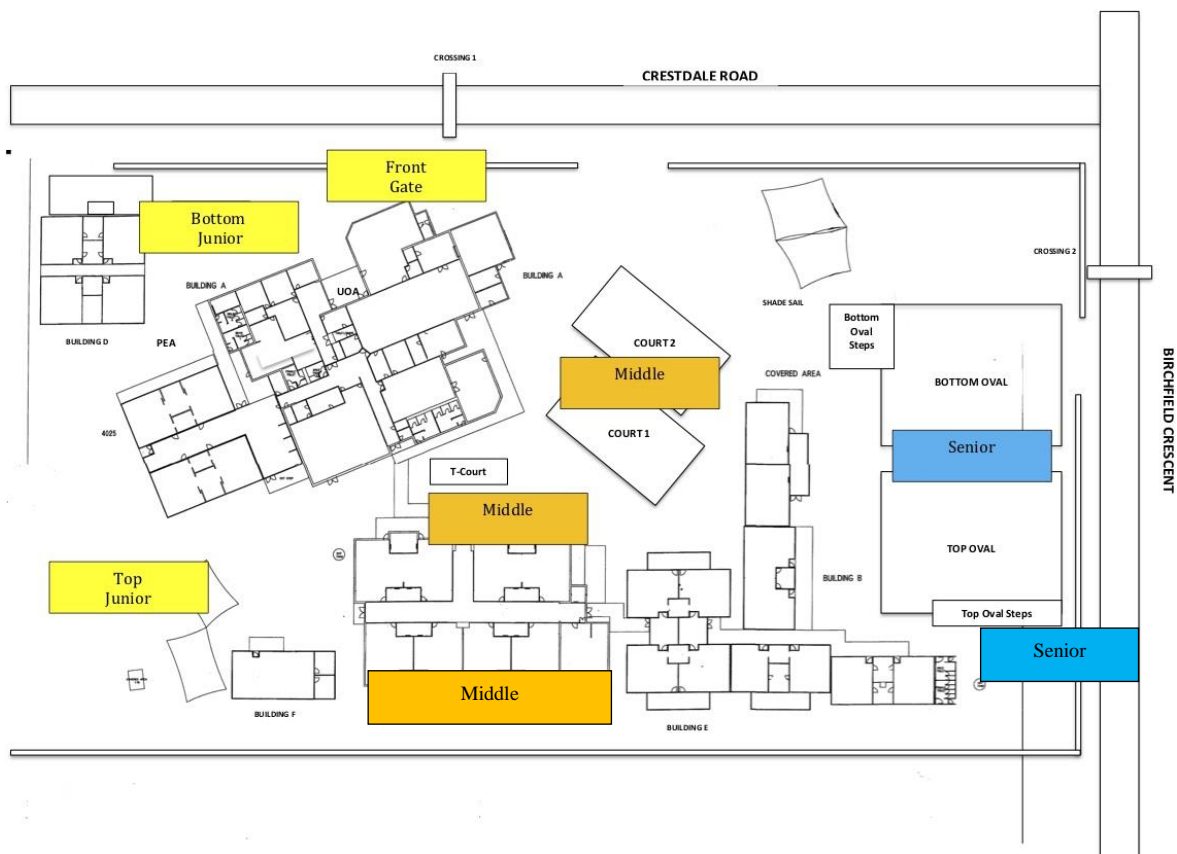 CROSSING 1
CRESTDALE ROAD
Front
Gate
Bottom
Junior
CROSSING 2
BUILDING A
UOA
BUILDING A
SHADE SAIL
Bottom
Oval
Steps
BUILDING D
PEA
COURT 2
BIRCHFIELD CRESCENT
Middle
COVERED AREA
BOTTOM OVAL
4025
COURT 1
Senior
T-Court
Middle
TOP OVAL
Top
Junior
BUILDING B
Top Oval Steps
Senior
Middle
BUILDING F
BUILDING E